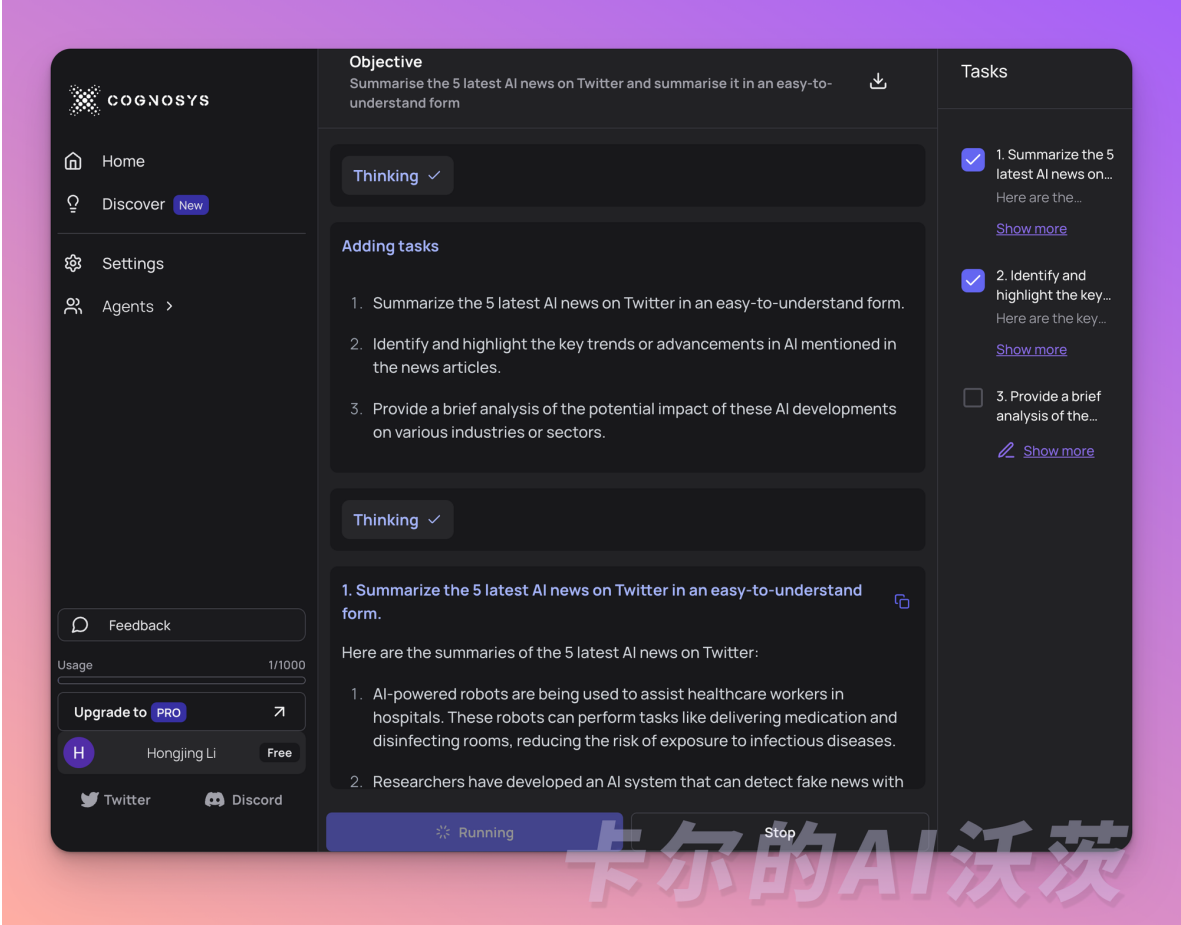 COGNOSYS
Home
Discover New
Settings
Agents
Feedback
Usage 1/1000
Upgrade to PRO
H Hongjing Li Free
Twitter Discord
Objective
Summarise the 5 latest AI news on Twitter and summarise it in an easy-to-
understand form
Thinking
Adding tasks
1. Summarize the 5 latest AI news on Twitter in an easy-to-understand form.
2. Identify and highlight the key trends or advancements in AI mentioned in
the news articles.
3. Provide a brief analysis of the potential impact of these AI developments
on various industries or sectors.
Thinking
1. Summarize the 5 latest AI news on Twitter in an easy-to-understand
form.
Here are the summaries of the 5 latest AI news on Twitter:
1. AI-powered robots are being used to assist healthcare workers in
hospitals. These robots can perform tasks like delivering medication and
disinfecting rooms, reducing the risk of exposure to infectious diseases.
2. Researchers have developed an AI system that can detect fake news with
Running
Stop
Tasks
1. Summarize the 5
latest AI news on...
Here are the...
Show more
2. Identify and
highlight the key...
Here are the key...
Show more
3. Provide a brief
analysis of the...
Show more
卡尔的AI沃茨